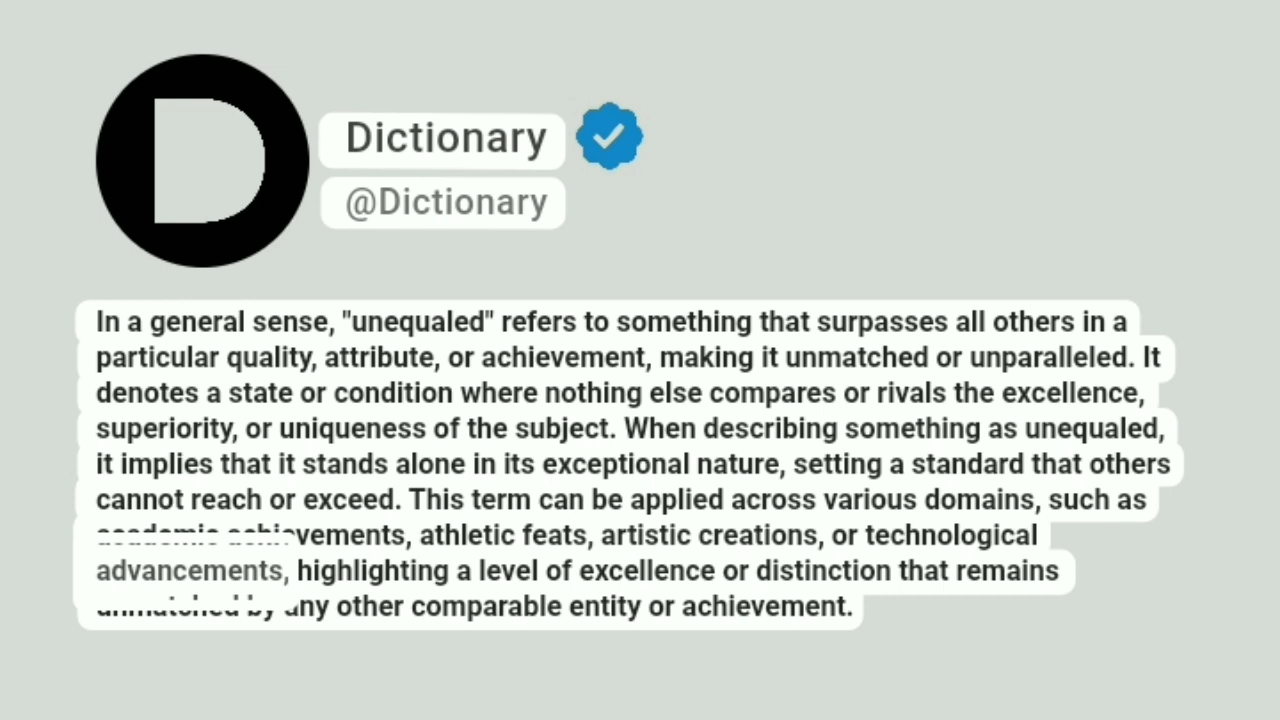 D
Dictionary
@Dictionary
In a general sense, "unequaled" refers to something that surpasses all others in a
particular quality, attribute, or achievement, making it unmatched or unparalleled. It
denotes a state or condition where nothing else compares or rivals the excellence,
superiority, or uniqueness of the subject. When describing something as unequaled,
it implies that it stands alone in its exceptional nature, setting a standard that others
cannot reach or exceed. This term can be applied across various domains, such as
academic achievements, athletic feats, artistic creations, or technological
advancements, highlighting a level of excellence or distinction that remains
unmatched by any other comparable entity or achievement.